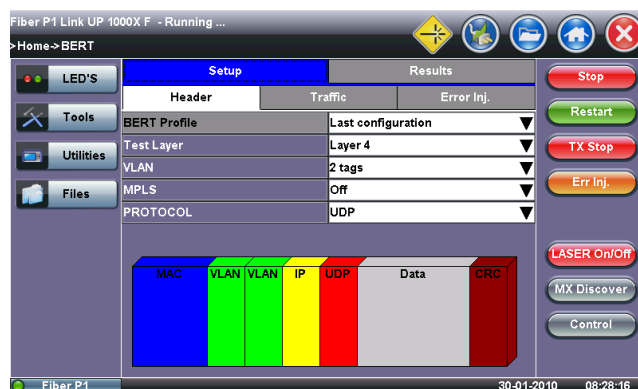 Fiber P1 Link UP 1000X F - Running ...
>Home->BERT
LED'S
Tools
Utilities
Files
Setup
Results
Header
Traffic
Error Inj.
BERT Profile
Last configuration
Test Layer
Layer 4
VLAN
2 tags
MPLS
Off
PROTOCOL
UDP
MAC
VLAN
VLAN
IP
UDP
Data
CRC
Stop
Restart
TX Stop
Err Inj.
LASER On/Off
MX Discover
Control
Fiber P1
30-01-2010 08:28:16